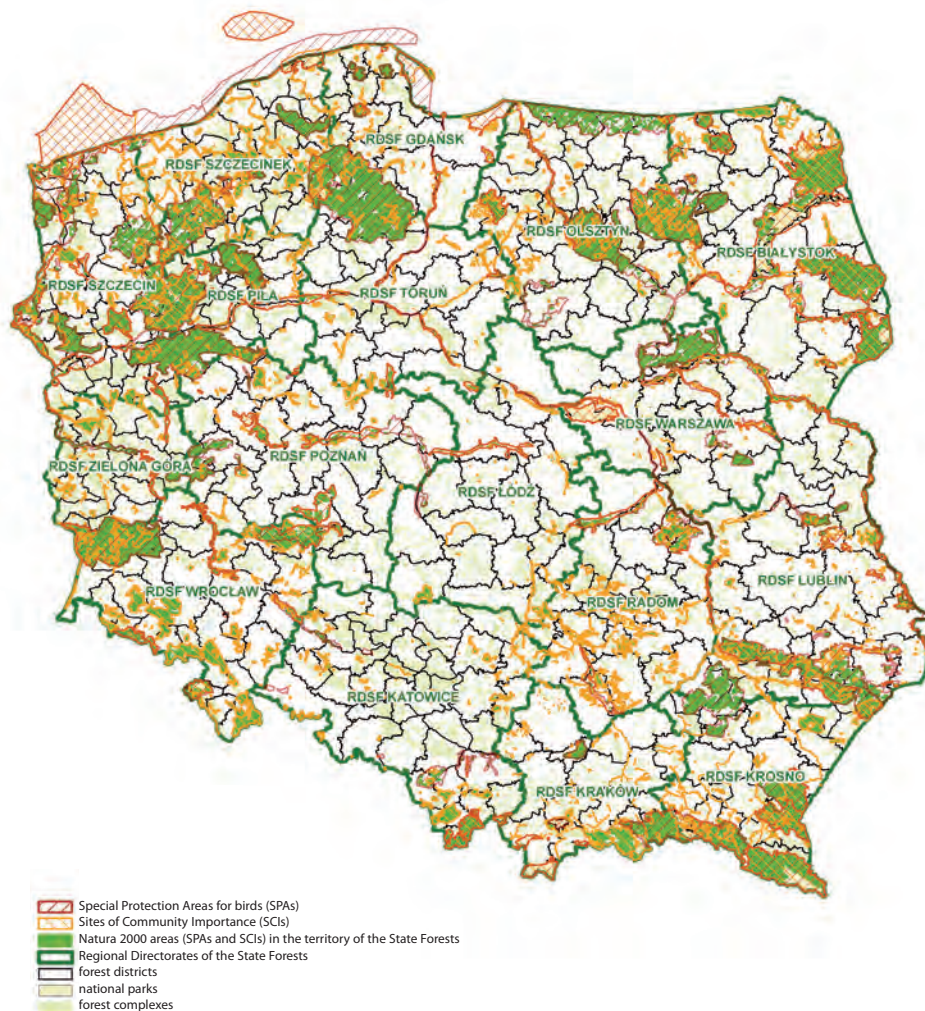 RDSF GDAŃSK
RDSF SZCZECINEK
RDSF OLSZTYN
RDSF BIAŁYSTOK
RDSF SZCZECIN
RDSF PIŁA
RDSF TORUŃ
RDSF WARSZAWA
RDSF ZIELONA GÓRA
RDSF POZNAŃ
RDSF ŁÓDŹ
RDSF LUBLIN
RDSF WROCŁAW
RDSF RADOM
RDSF KATOWICE
RDSF KROSNO
RDSF KRAKÓW
Special Protection Areas for birds (SPAs)
Sites of Community Importance (SCIs)
Natura 2000 areas (SPAs and SCIs) in the territory of the State Forests
Regional Directorates of the State Forests
forest districts
national parks
forest complexes